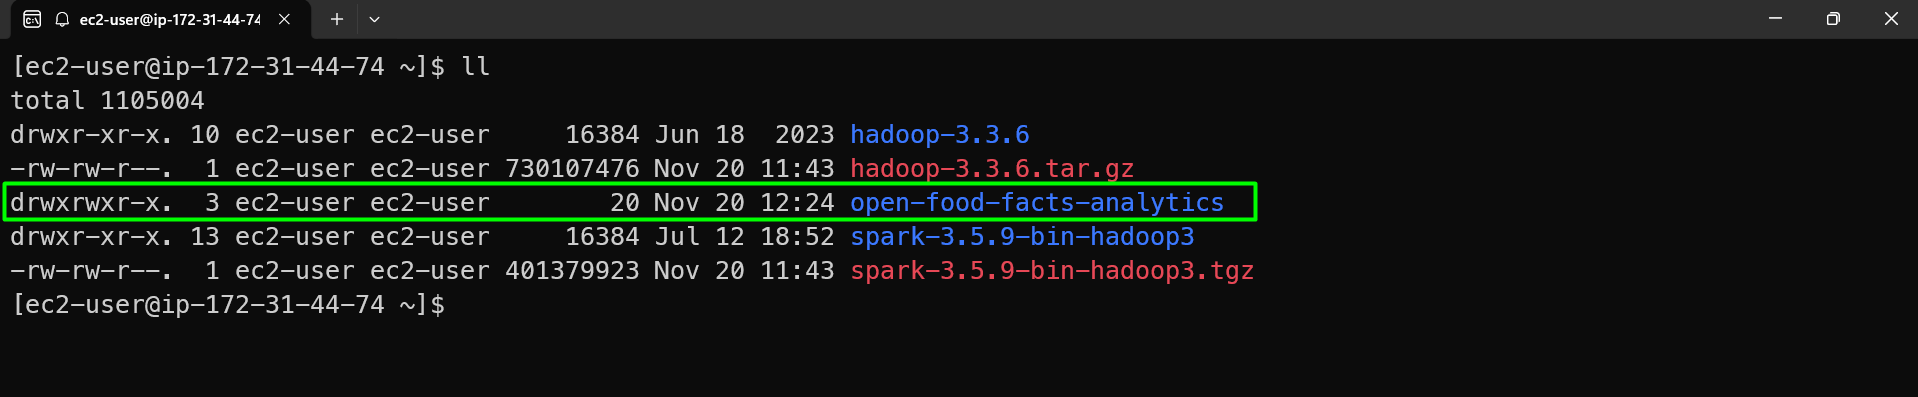 ec2-user@ip-172-31-44-74
[ec2-user@ip-172-31-44-74 ~]$ ll
total 1105004
drwxr-xr-x. 10 ec2-user ec2-user     16384 Jun 18  2023 hadoop-3.3.6
-rw-rw-r--.  1 ec2-user ec2-user 730107476 Nov 20 11:43 hadoop-3.3.6.tar.gz
drwxrwxr-x.  3 ec2-user ec2-user        20 Nov 20 12:24 open-food-facts-analytics
drwxr-xr-x. 13 ec2-user ec2-user     16384 Jul 12 18:52 spark-3.5.9-bin-hadoop3
-rw-rw-r--.  1 ec2-user ec2-user 401379923 Nov 20 11:43 spark-3.5.9-bin-hadoop3.tgz
[ec2-user@ip-172-31-44-74 ~]$